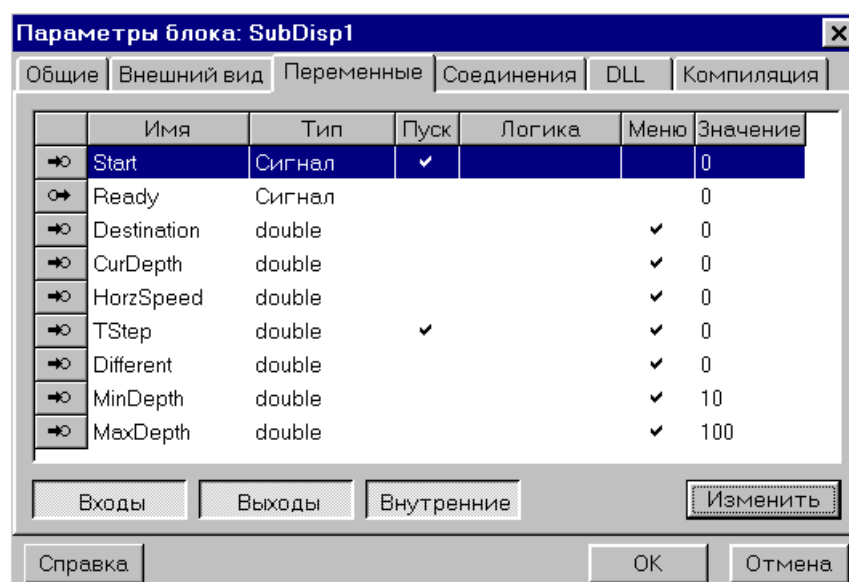 Параметры блока: SubDisp1
Общие Внешний вид Переменные Соединения DLL Компиляция
Имя Тип Пуск Логика Меню Значение
Start Сигнал 0
Ready Сигнал 0
Destination double 0
CurDepth double 0
HorzSpeed double 0
TStep double 0
Different double 0
MinDepth double 10
MaxDepth double 100
Входы Выходы Внутренние Изменить
Справка OK Отмена